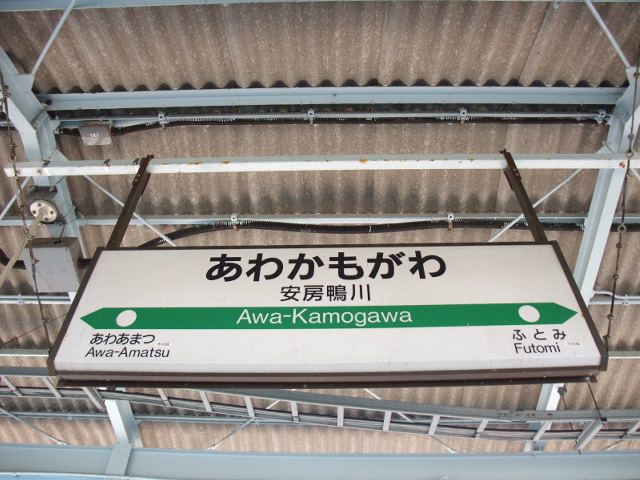 あわかもがわ
安房鴨川
Awa-Kamogawa
あわあまつ
Awa-Amatsu
ふとみ
Futomi